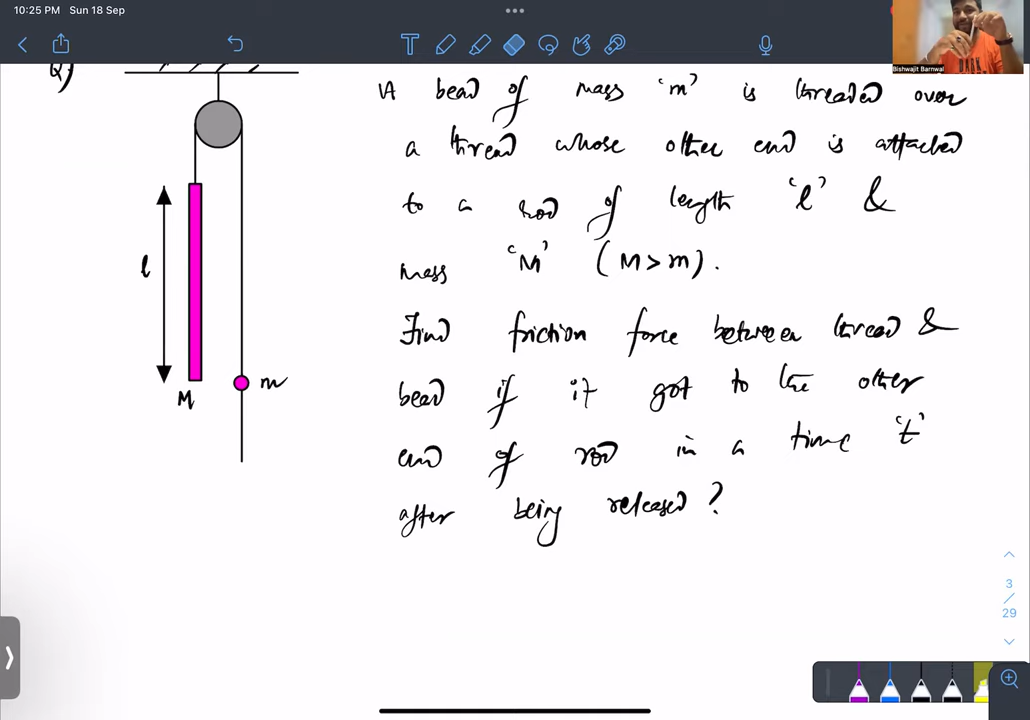 10:25 PM Sun 18 Sep
Q)
A bead of mass 'm' is threaded over
a thread whose other end is attached
to a rod of length 'l' &
mass 'M' (M>m).
Find friction force between thread &
bead if it got to the other
end of rod in a time 't'
after being released?
l
M
m
Bishwajit Barnwal
3
/
29